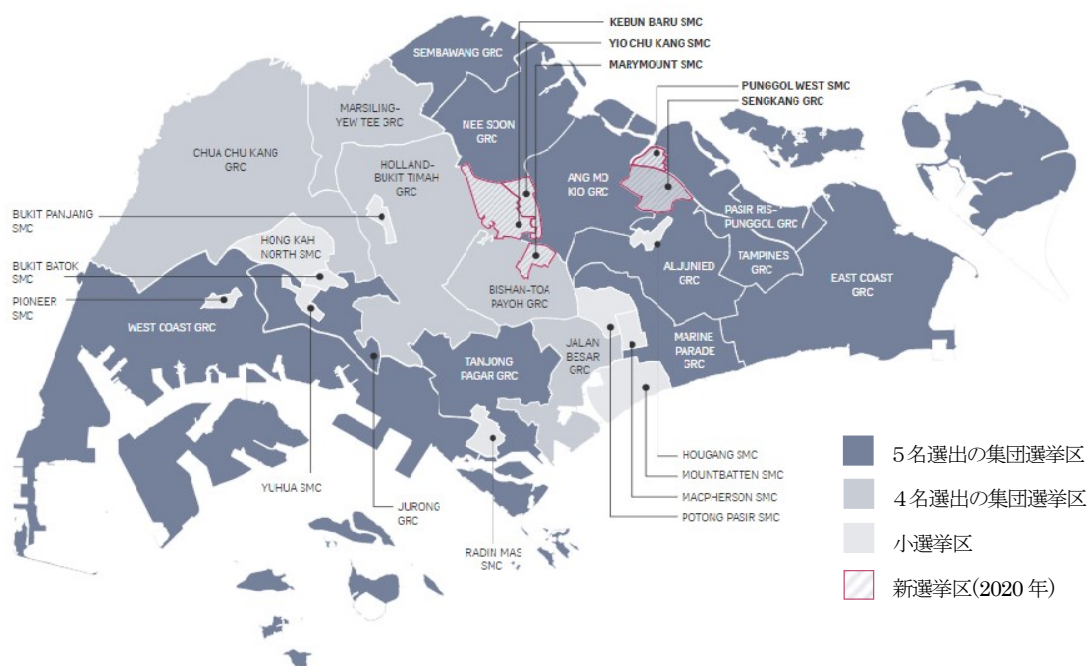 KEBUN BARU SMC
YIO CHU KANG SMC
MARYMOUNT SMC
SEMBAWANG GRC
PUNGGOL WEST SMC
SENGKANG GRC
MARSILING-
YEW TEE GRC
NEE SOON
GRC
CHUA CHU KANG
GRC
HOLLAND-
BUKIT TIMAH
GRC
ANG MO
KIO GRC
BUKIT PANJANG
SMC
PASIR RIS-
PUNGGOL GRC
HONG KAH
NORTH SMC
BUKIT BATOK
SMC
ALJUNIED
GRC
TAMPINES
GRC
EAST COAST
GRC
PIONEER
SMC
BISHAN-TOA
PAYOH GRC
WEST COAST GRC
JALAN
BESAR
GRC
MARINE
PARADE
GRC
TANJONG
PAGAR GRC
HOUGANG SMC
MOUNTBATTEN SMC
MACPHERSON SMC
POTONG PASIR SMC
YUHUA SMC
JURONG
GRC
RADIN MAS
SMC
5名選出の集団選挙区
4名選出の集団選挙区
小選挙区
新選挙区(2020年)